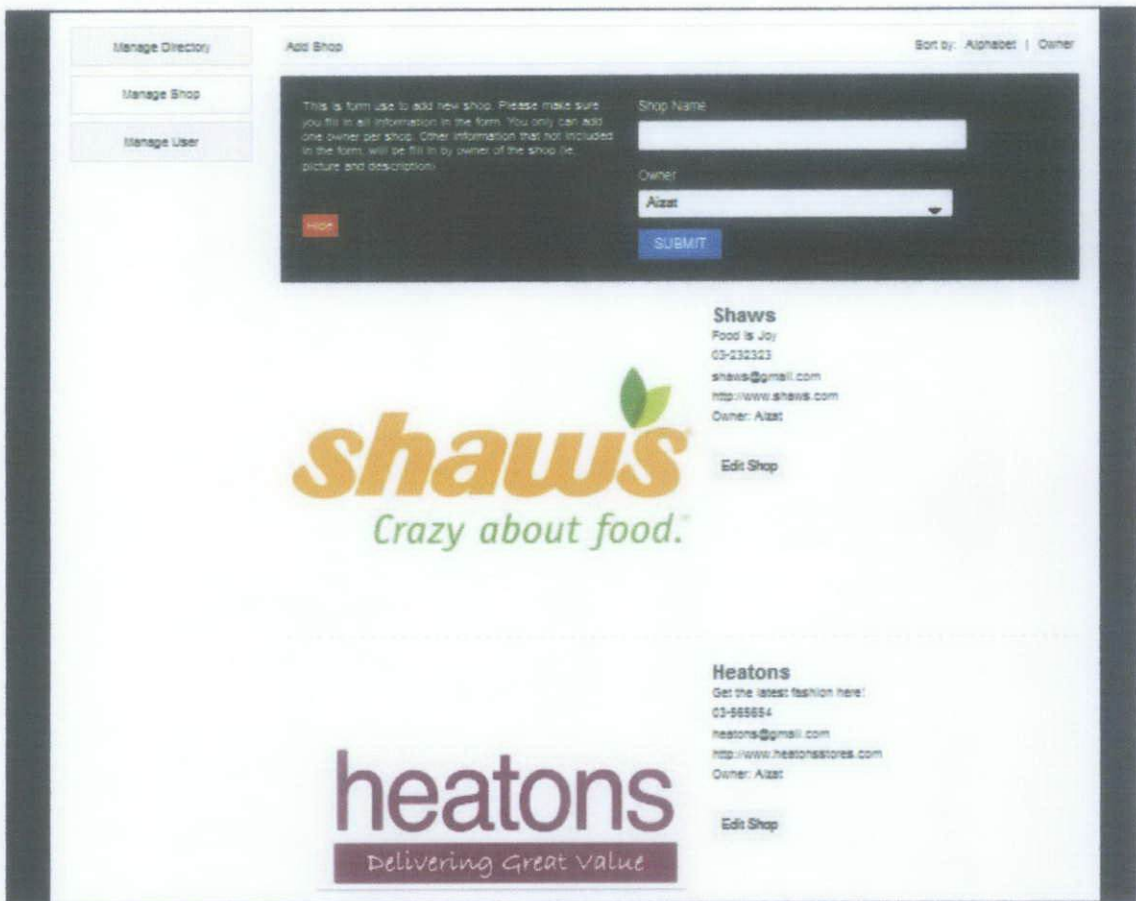 Manage Directory
Manage Shop
Manage User
Add Shop
Sort by: Alphabet | Owner
This is form use to add new shop. Please make sure
you fill in all information in the form. You only can add
one owner per shop. Other information that not included
in the form, will be fill in by owner of the shop (ie.
picture and description)
Hide
Shop Name
Owner
Aizat
SUBMIT
shaws
Crazy about food.
Shaws
Food is Joy
03-232323
shaws@gmail.com
http://www.shaws.com
Owner: Aizat
Edit Shop
heatons
Delivering Great Value
Heatons
Get the latest fashion here!
03-565654
heatons@gmail.com
http://www.heatonsstores.com
Owner: Aizat
Edit Shop